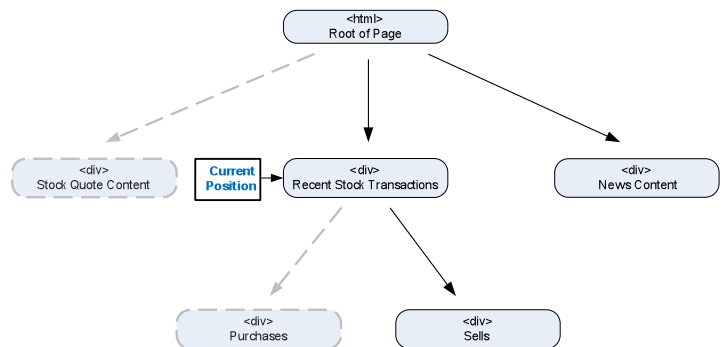 <html>
Root of Page
<div>
Stock Quote Content
Current
Position
<div>
Recent Stock Transactions
<div>
News Content
<div>
Purchases
<div>
Sells